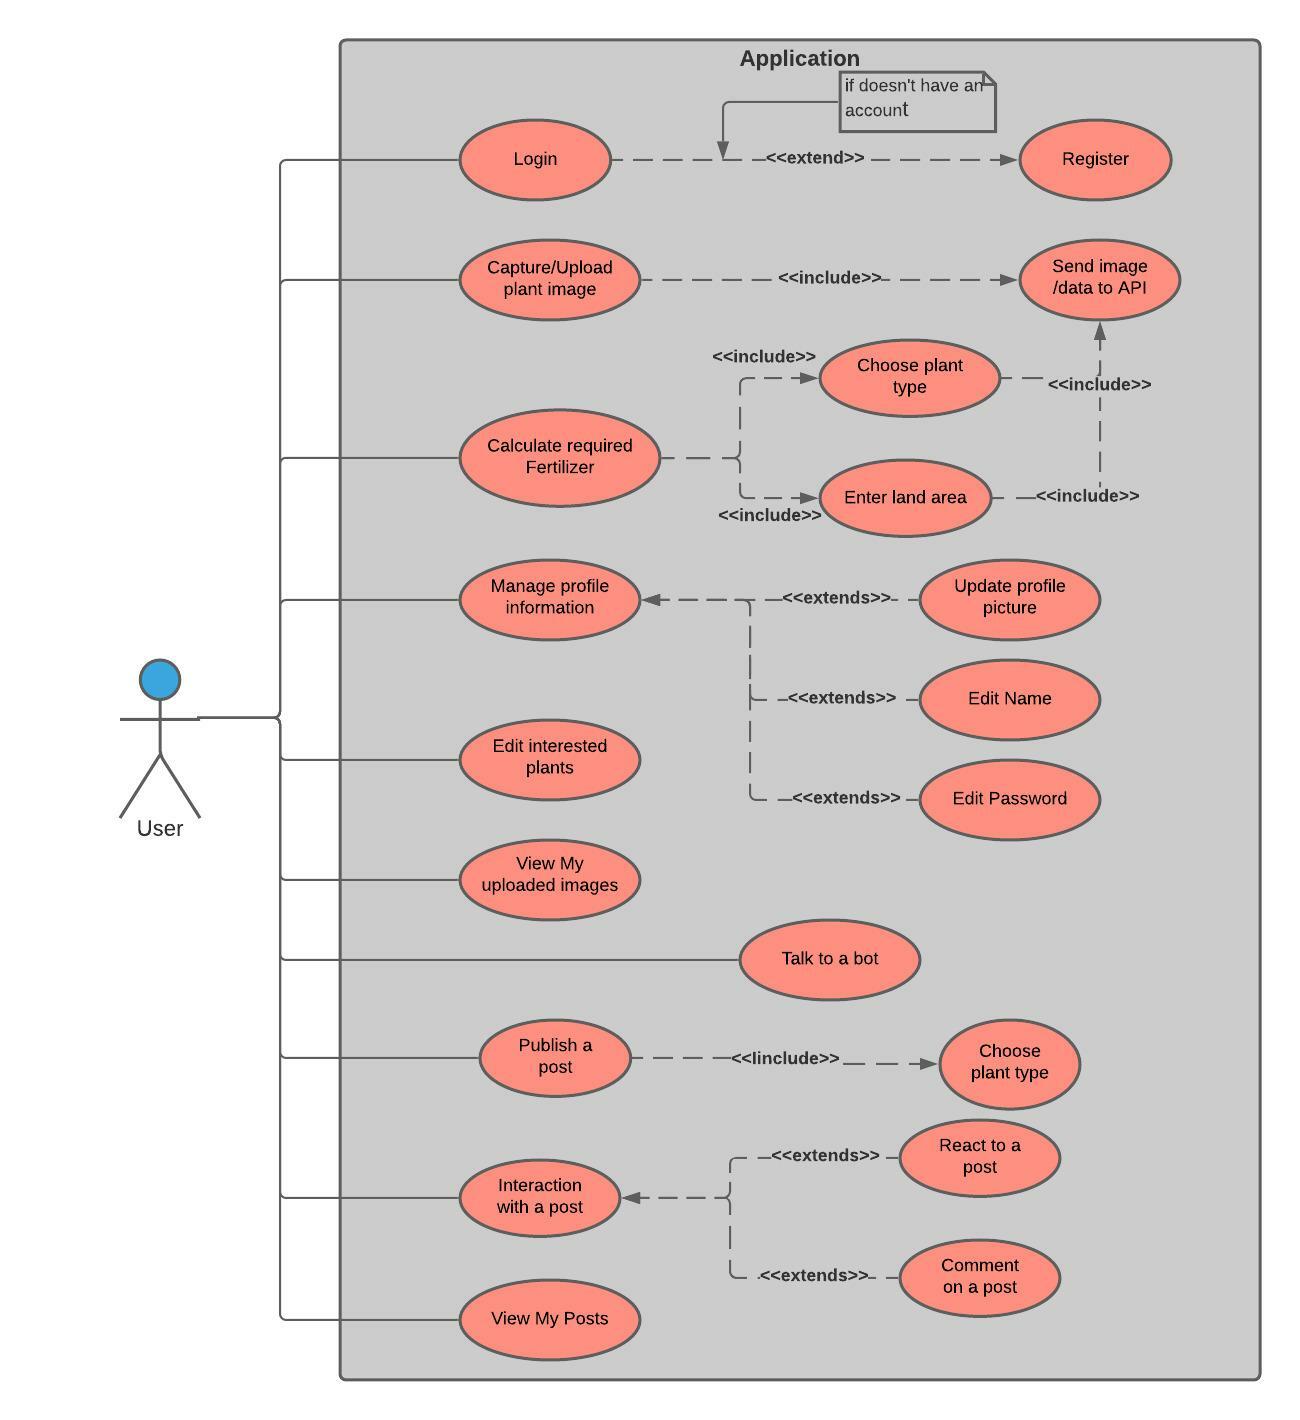 Application
if doesn't have an
account
Login
<<extend>>
Register
Capture/Upload
plant image
<<include>>
Send image
/data to API
<<include>>
Choose plant
type
<<include>>
Calculate required
Fertilizer
Enter land area
<<include>>
<<include>>
Manage profile
information
<<extends>>
Update profile
picture
<<extends>>
Edit Name
Edit interested
plants
<<extends>>
Edit Password
User
View My
uploaded images
Talk to a bot
Publish a
post
<<Iinclude>>
Choose
plant type
<<extends>>
React to a
post
Interaction
with a post
<<extends>>
Comment
on a post
View My Posts